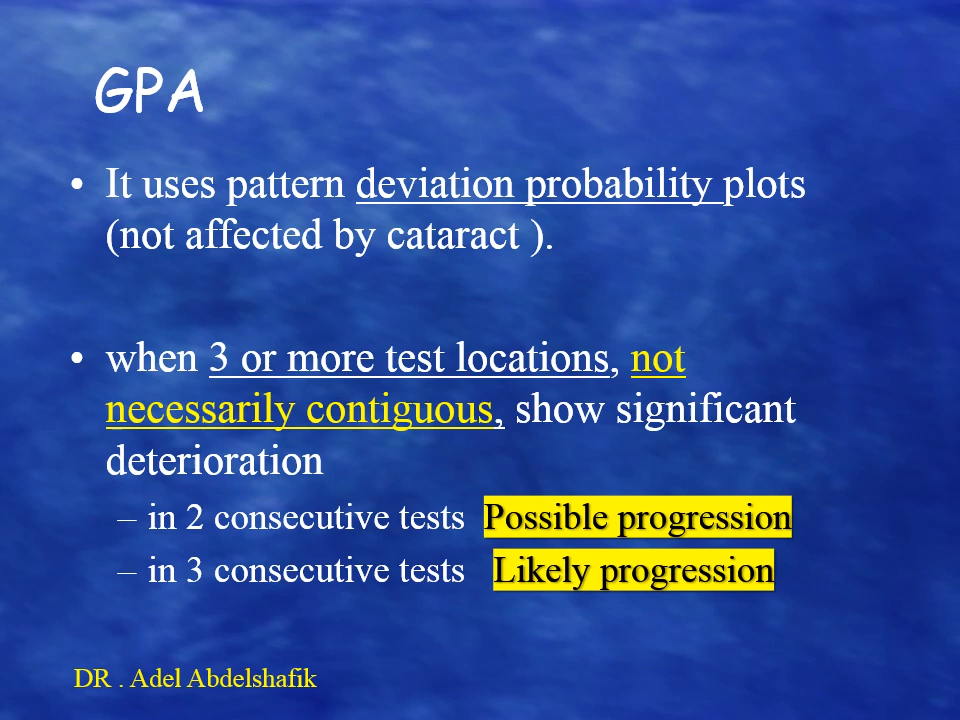 GPA
• It uses pattern deviation probability plots
(not affected by cataract ).
• when 3 or more test locations, not
necessarily contiguous, show significant
deterioration
– in 2 consecutive tests Possible progression
– in 3 consecutive tests Likely progression
DR . Adel Abdelshafik